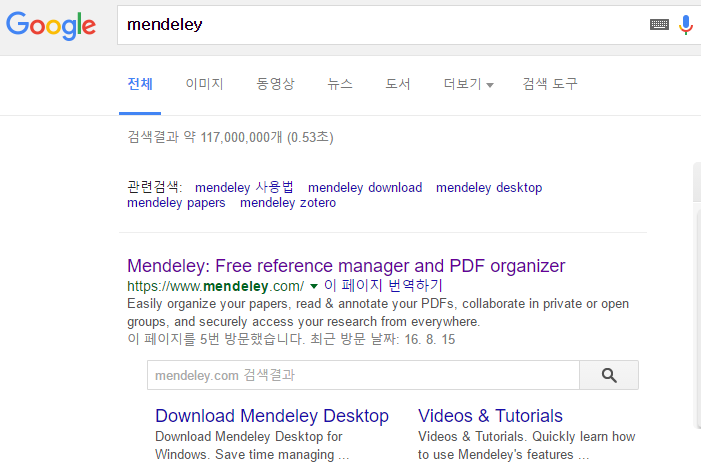 Google
mendeley
전체 이미지 동영상 뉴스 도서 더보기 검색 도구
검색결과 약 117,000,000개 (0.53초)
관련검색: mendeley 사용법 mendeley download mendeley desktop
mendeley papers mendeley zotero
Mendeley: Free reference manager and PDF organizer
https://www.mendeley.com/ 이 페이지 번역하기
Easily organize your papers, read & annotate your PDFs, collaborate in private or open
groups, and securely access your research from everywhere.
이 페이지를 5번 방문했습니다. 최근 방문 날짜: 16. 8. 15
mendeley.com 검색결과
Download Mendeley Desktop Videos & Tutorials
Download Mendeley Desktop for Videos & Tutorials. Quickly learn how
Windows. Save time managing ... to use Mendeley's features ...